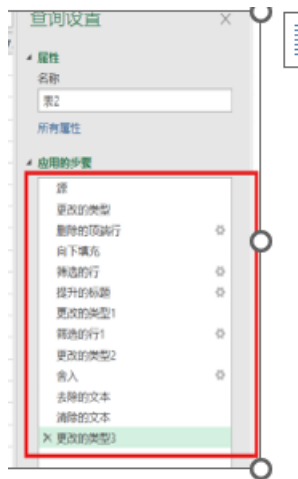 查询设置
属性
名称
表2
所有属性
应用的步骤
源
更改的类型
删除的顶端行
向下填充
筛选的行
提升的标题
更改的类型1
筛选的行1
更改的类型2
舍入
去除的文本
清除的文本
更改的类型3